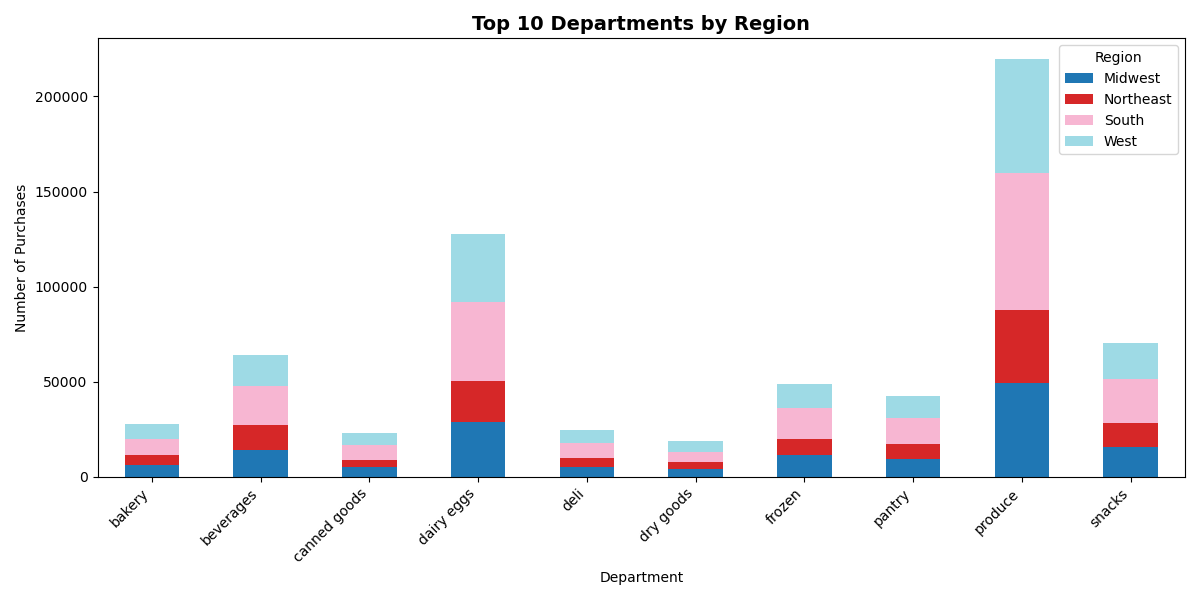 Top 10 Departments by Region
Number of Purchases
200000
150000
100000
50000
0
Region
Midwest
Northeast
South
West
bakery
beverages
canned goods
dairy eggs
deli
dry goods
frozen
pantry
produce
snacks
Department